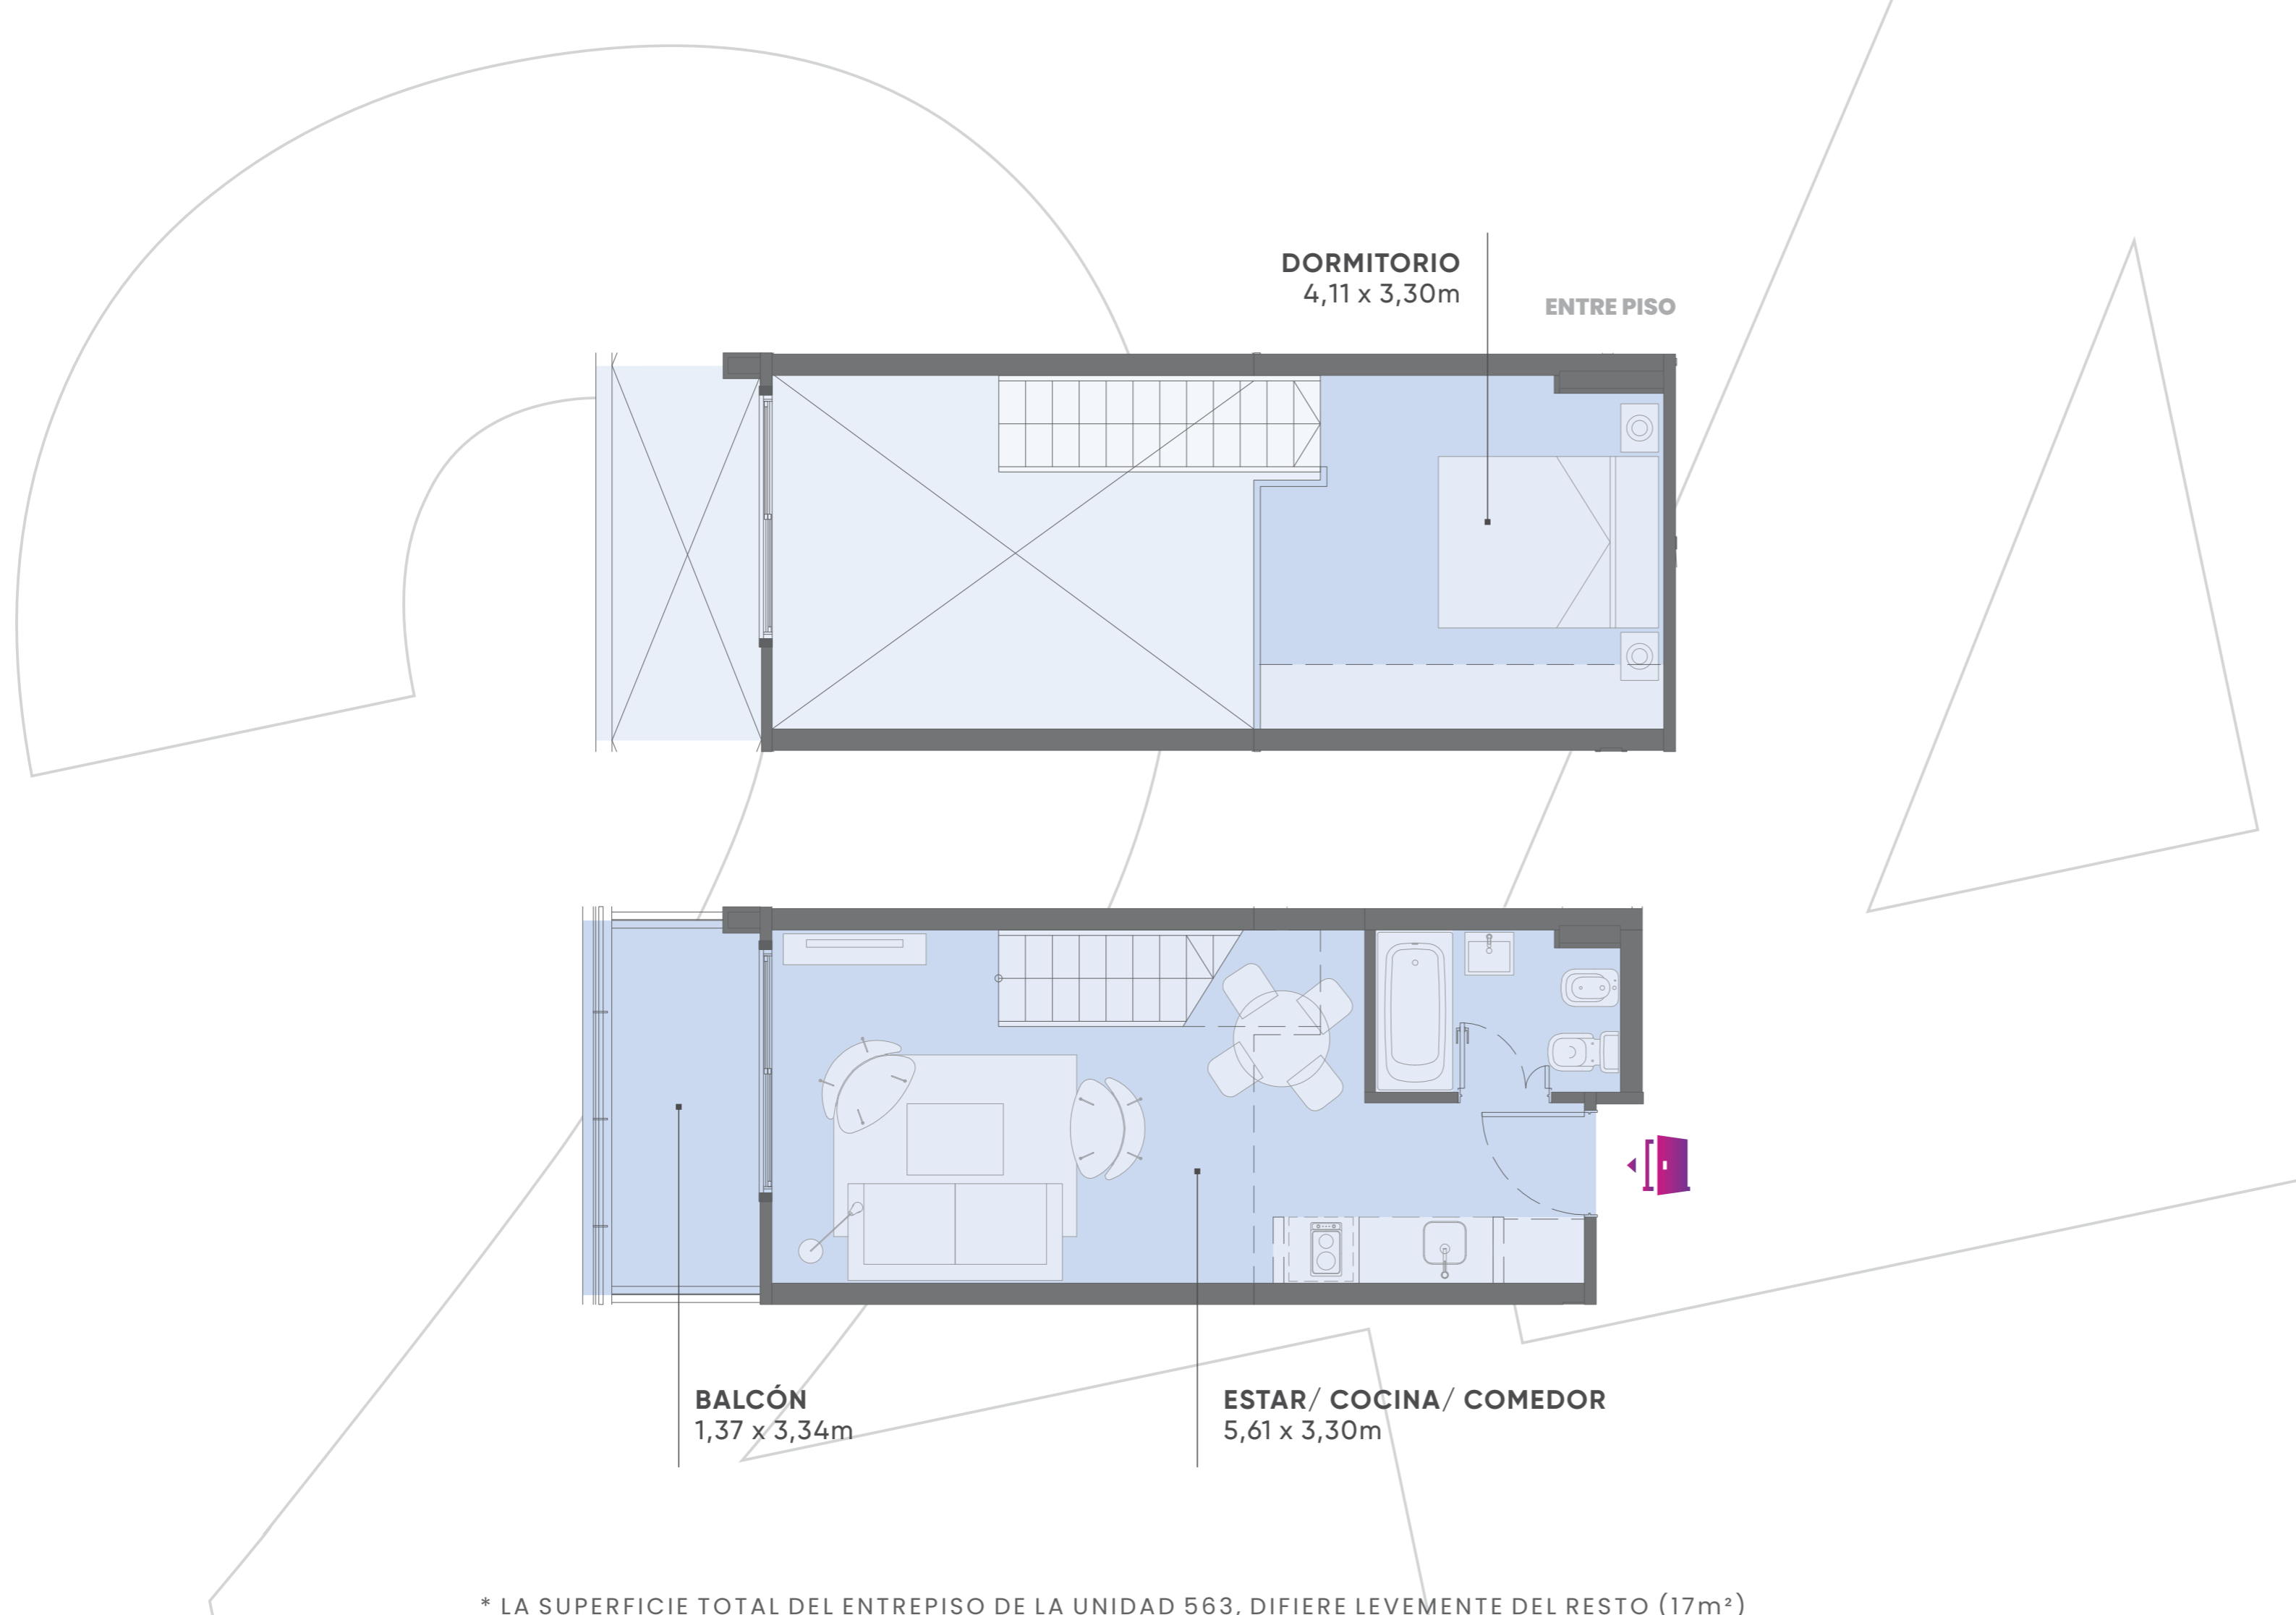 DORMITORIO
4,11 x 3,30m
ENTRE PISO
BALCÓN
1,37 x 3,34m
ESTAR/ COCINA/ COMEDOR
5,61 x 3,30m
* LA SUPERFICIE TOTAL DEL ENTREPISO DE LA UNIDAD 563, DIFIERE LEVEMENTE DEL RESTO (17m²)